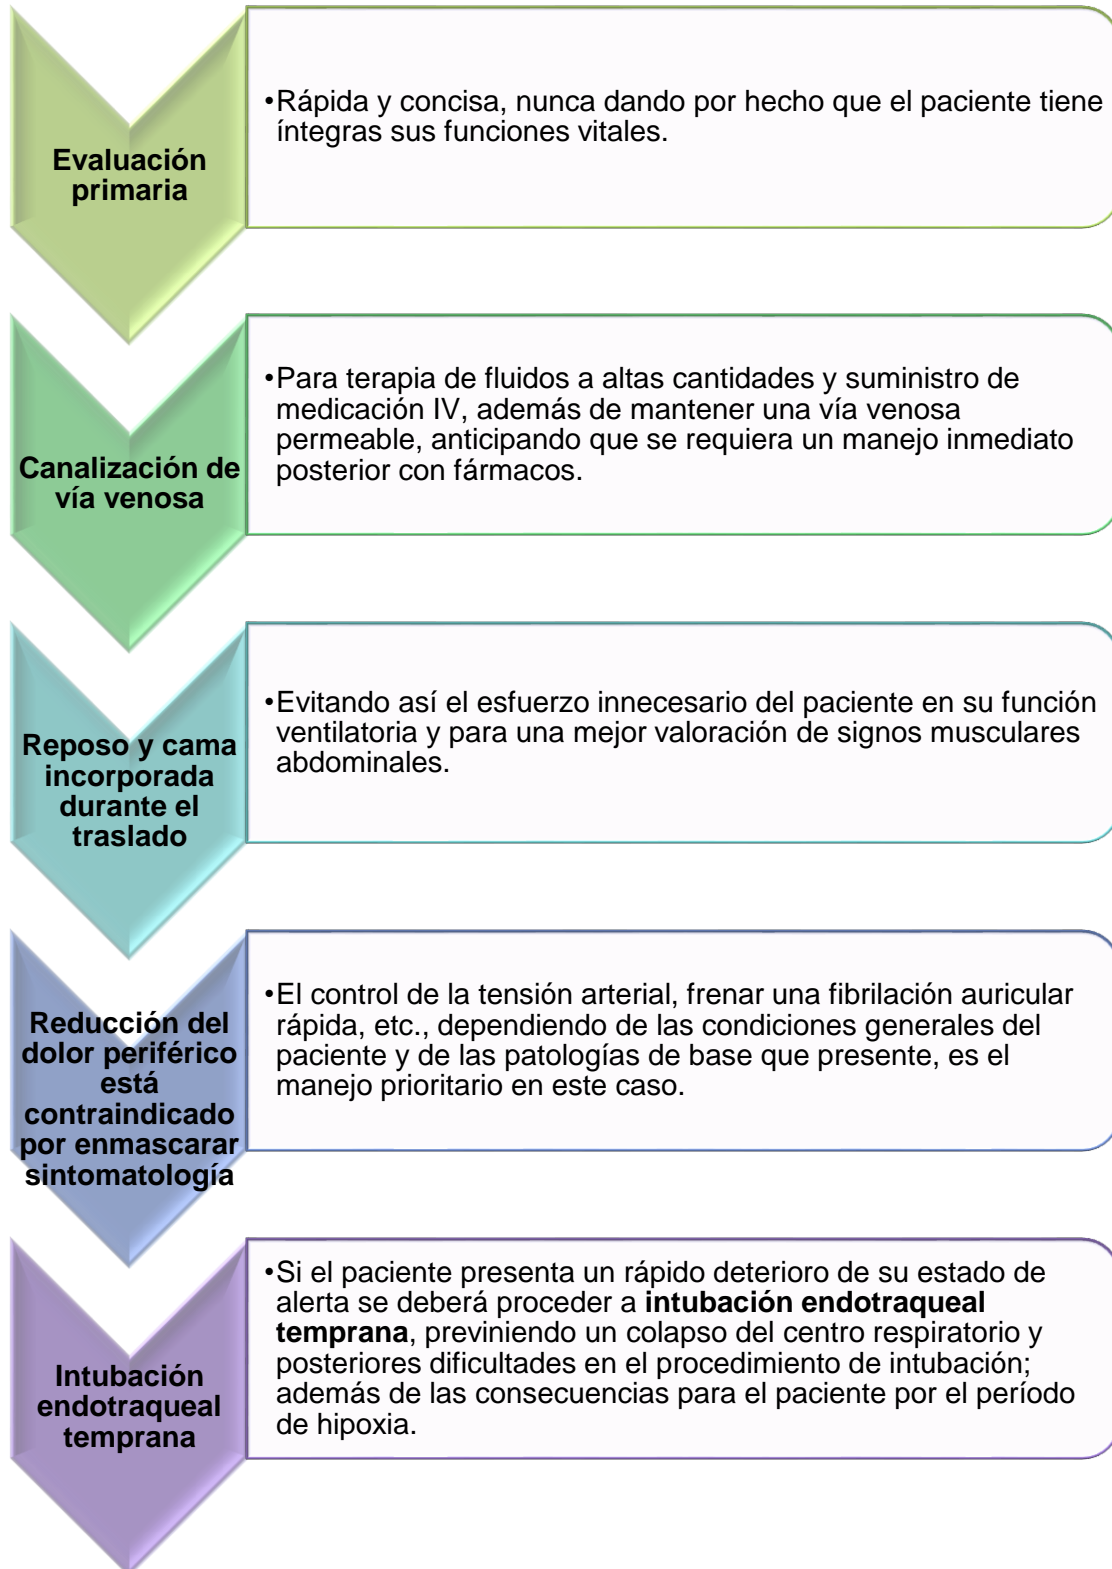 Evaluación
primaria
•Rápida y concisa, nunca dando por hecho que el paciente tiene
íntegras sus funciones vitales.
Canalización de
vía venosa
•Para terapia de fluidos a altas cantidades y suministro de
medicación IV, además de mantener una vía venosa
permeable, anticipando que se requiera un manejo inmediato
posterior con fármacos.
Reposo y cama
incorporada
durante el
traslado
•Evitando así el esfuerzo innecesario del paciente en su función
ventilatoria y para una mejor valoración de signos musculares
abdominales.
Reducción del
dolor periférico
está
contraindicado
por enmascarar
sintomatología
•El control de la tensión arterial, frenar una fibrilación auricular
rápida, etc., dependiendo de las condiciones generales del
paciente y de las patologías de base que presente, es el
manejo prioritario en este caso.
Intubación
endotraqueal
temprana
•Si el paciente presenta un rápido deterioro de su estado de
alerta se deberá proceder a intubación endotraqueal
temprana, previniendo un colapso del centro respiratorio y
posteriores dificultades en el procedimiento de intubación;
además de las consecuencias para el paciente por el período
de hipoxia.